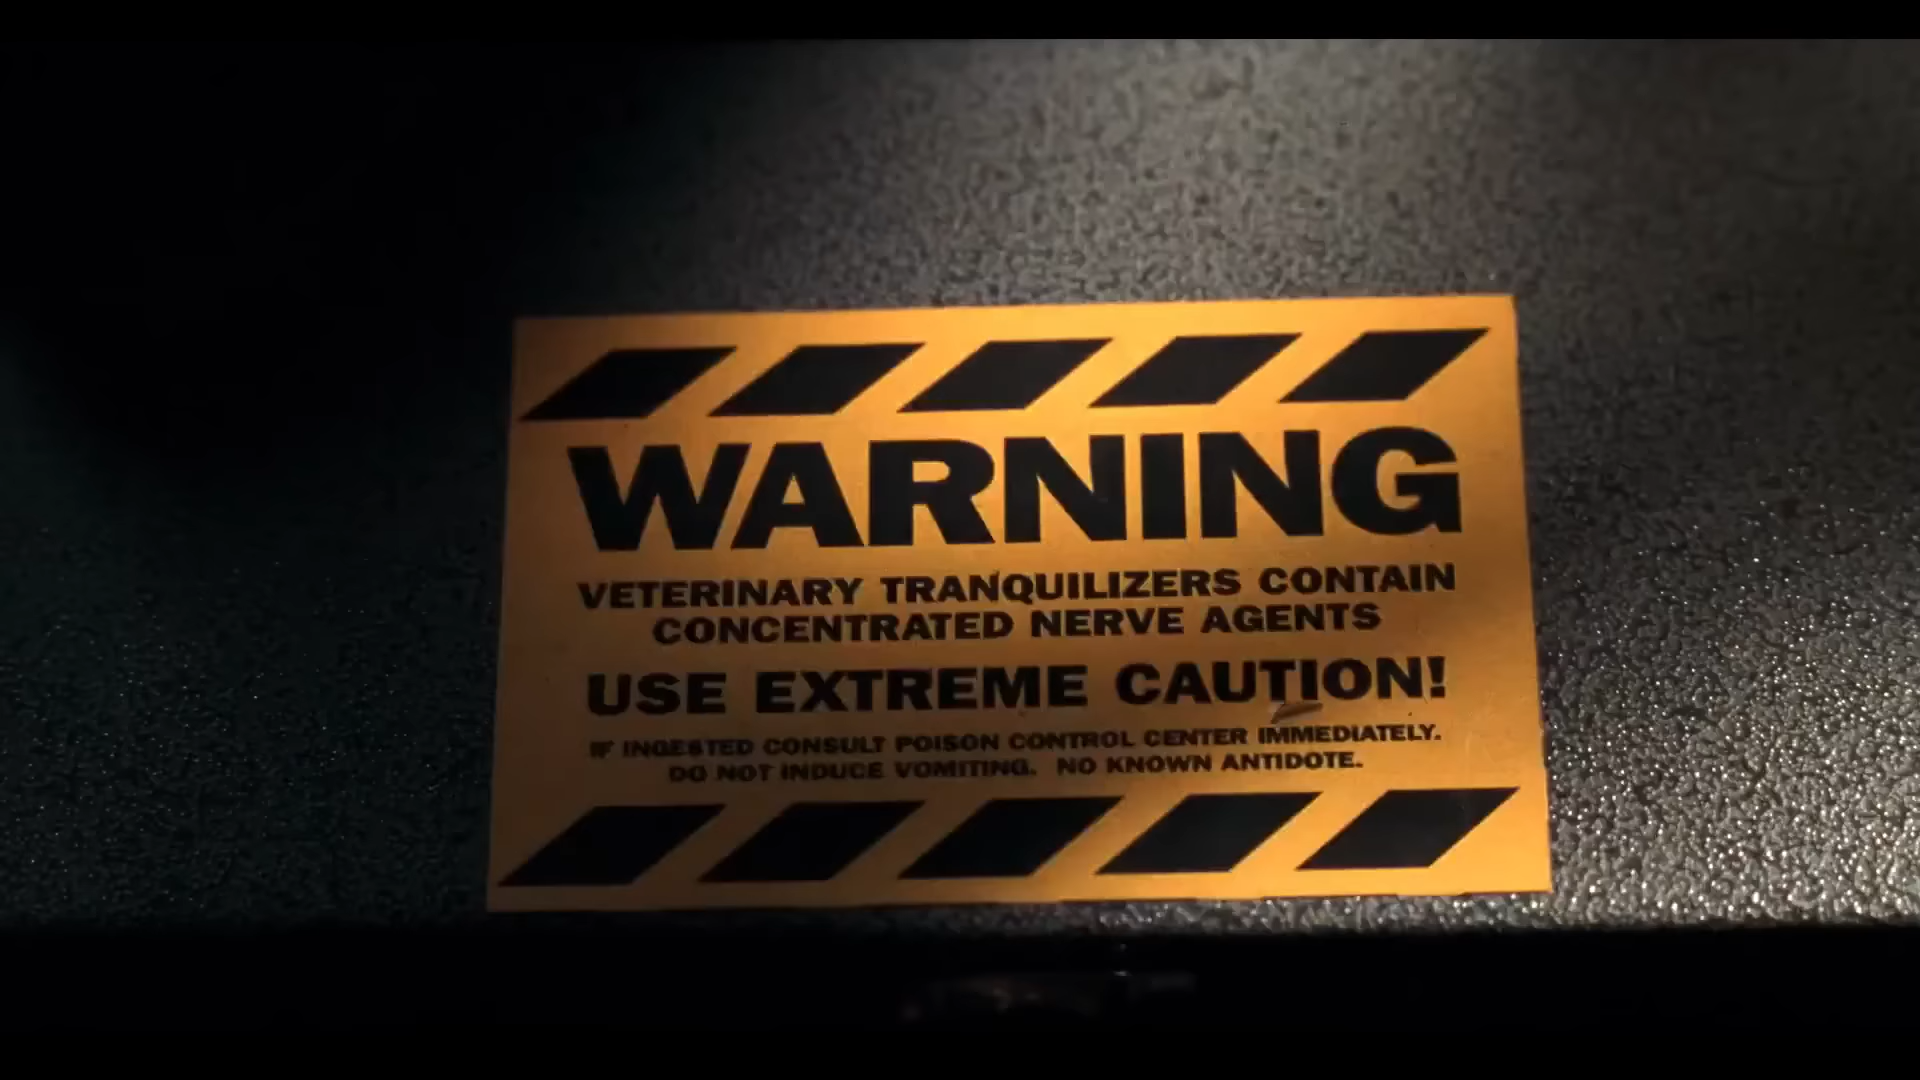 WARNING
VETERINARY TRANQUILIZERS CONTAIN
CONCENTRATED NERVE AGENTS
USE EXTREME CAUTION!
IF INGESTED CONSULT POISON CONTROL CENTER IMMEDIATELY.
DO NOT INDUCE VOMITING. NO KNOWN ANTIDOTE.